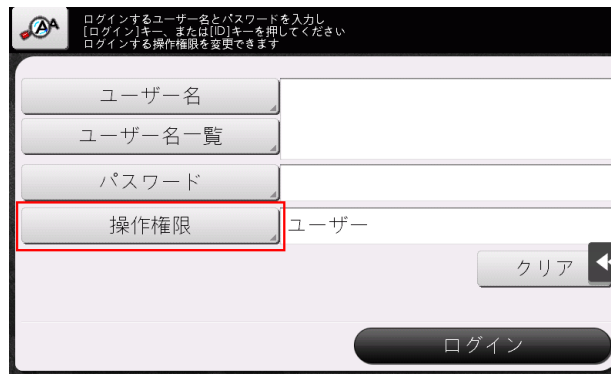 ログインするユーザー名とパスワードを入力し
[ログイン]キー、または[ID]キーを押してください
ログインする操作権限を変更できます
AA
ユーザー名
ユーザー名一覧
パスワード
操作権限
ユーザー
クリア
ログイン